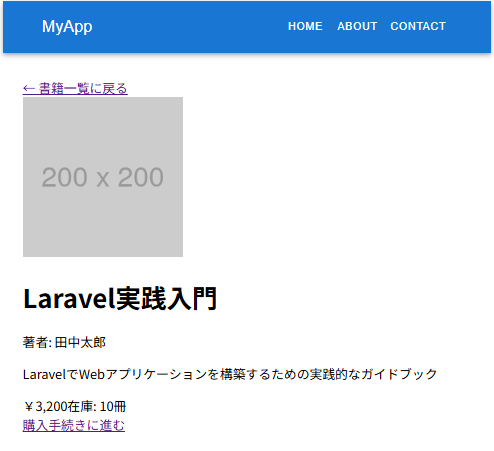 MyApp HOME ABOUT CONTACT
← 書籍一覧に戻る
200 x 200
Laravel実践入門
著者: 田中太郎
LaravelでWebアプリケーションを構築するための実践的なガイドブック
￥3,200在庫: 10冊
購入手続きに進む